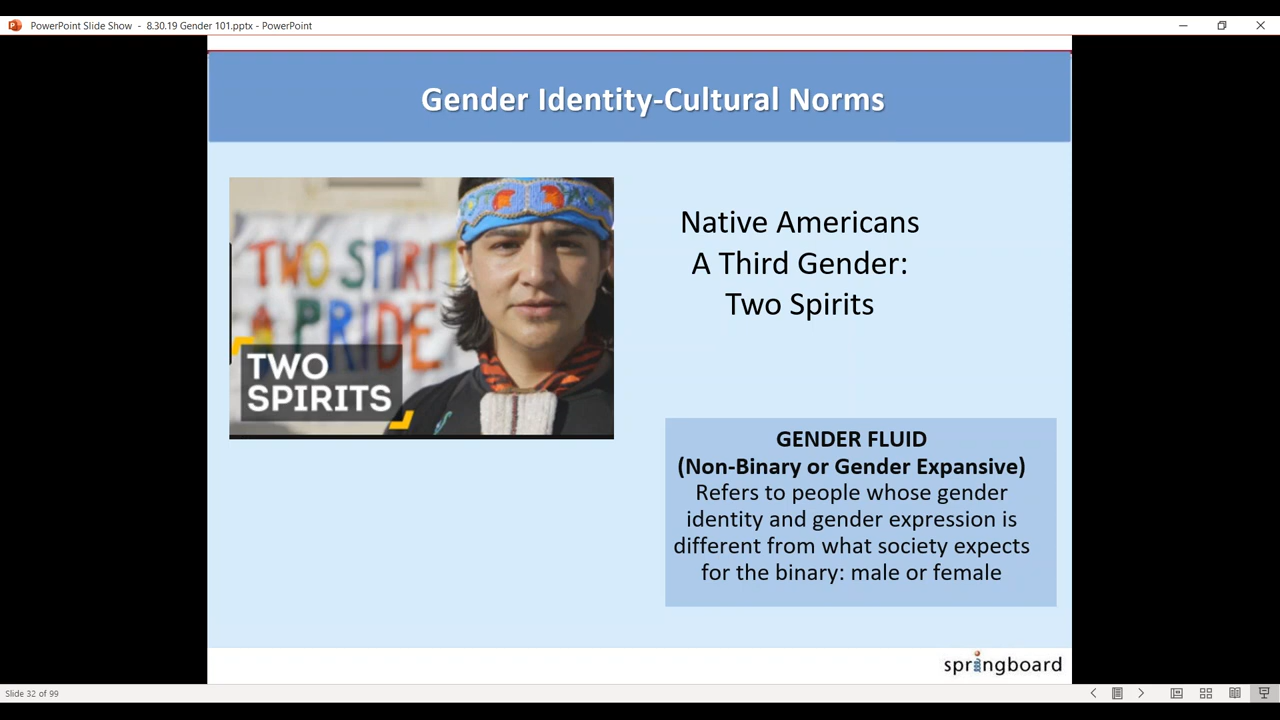 PowerPoint Slide Show - 8.30.19 Gender 101.pptx - PowerPoint
Gender Identity-Cultural Norms
TWO SPIRIT
PRIDE
TWO
SPIRITS
Native Americans
A Third Gender:
Two Spirits
GENDER FLUID
(Non-Binary or Gender Expansive)
Refers to people whose gender
identity and gender expression is
different from what society expects
for the binary: male or female
springboard
Slide 32 of 99